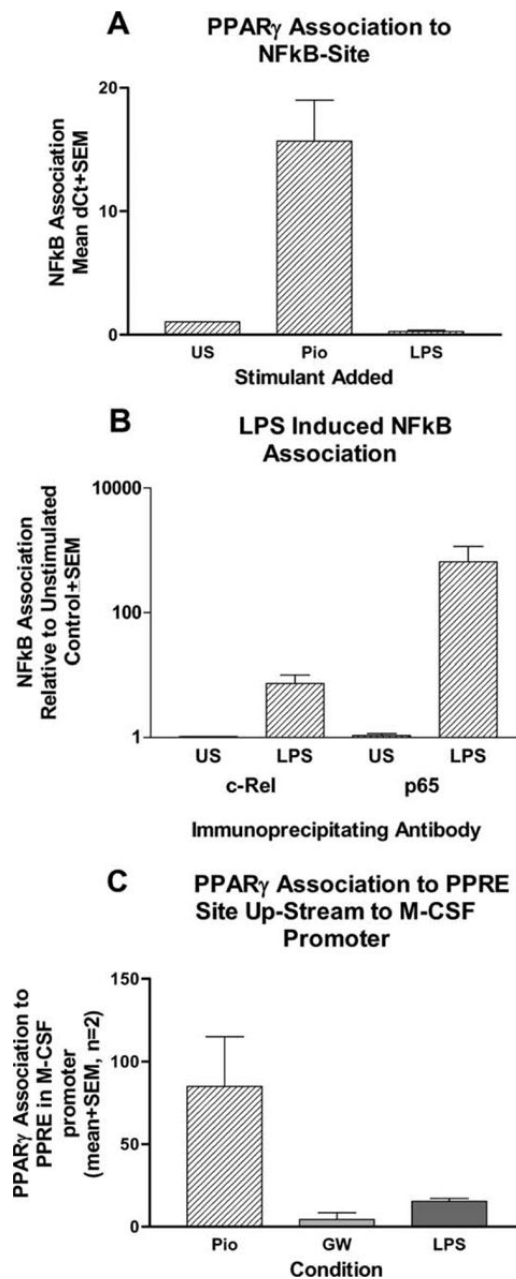 A
PPARγ Association to
NFkB-Site
NFkB Association
Mean dCt+SEM
20
10
0
US Pio LPS
Stimulant Added
B
LPS Induced NFkB
Association
NFkB Association
Relative to Unstimulated
Control+SEM
10000
100
1
US LPS US LPS
c-Rel p65
Immunoprecipitating Antibody
C
PPARγ Association to PPRE
Site Up-Stream to M-CSF
Promoter
PPARγ Association to
PPRE in M-CSF
promoter
(mean+SEM, n=2)
150
100
50
0
Pio GW LPS
Condition